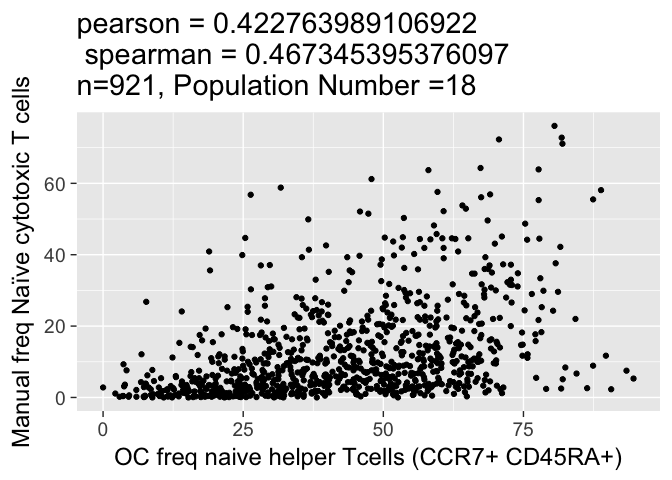 pearson = 0.422763989106922
spearman = 0.467345395376097
n=921, Population Number =18
Manual freq Naïve cytotoxic T cells
60
40
20
0
0 25 50 75
OC freq naive helper Tcells (CCR7+ CD45RA+)